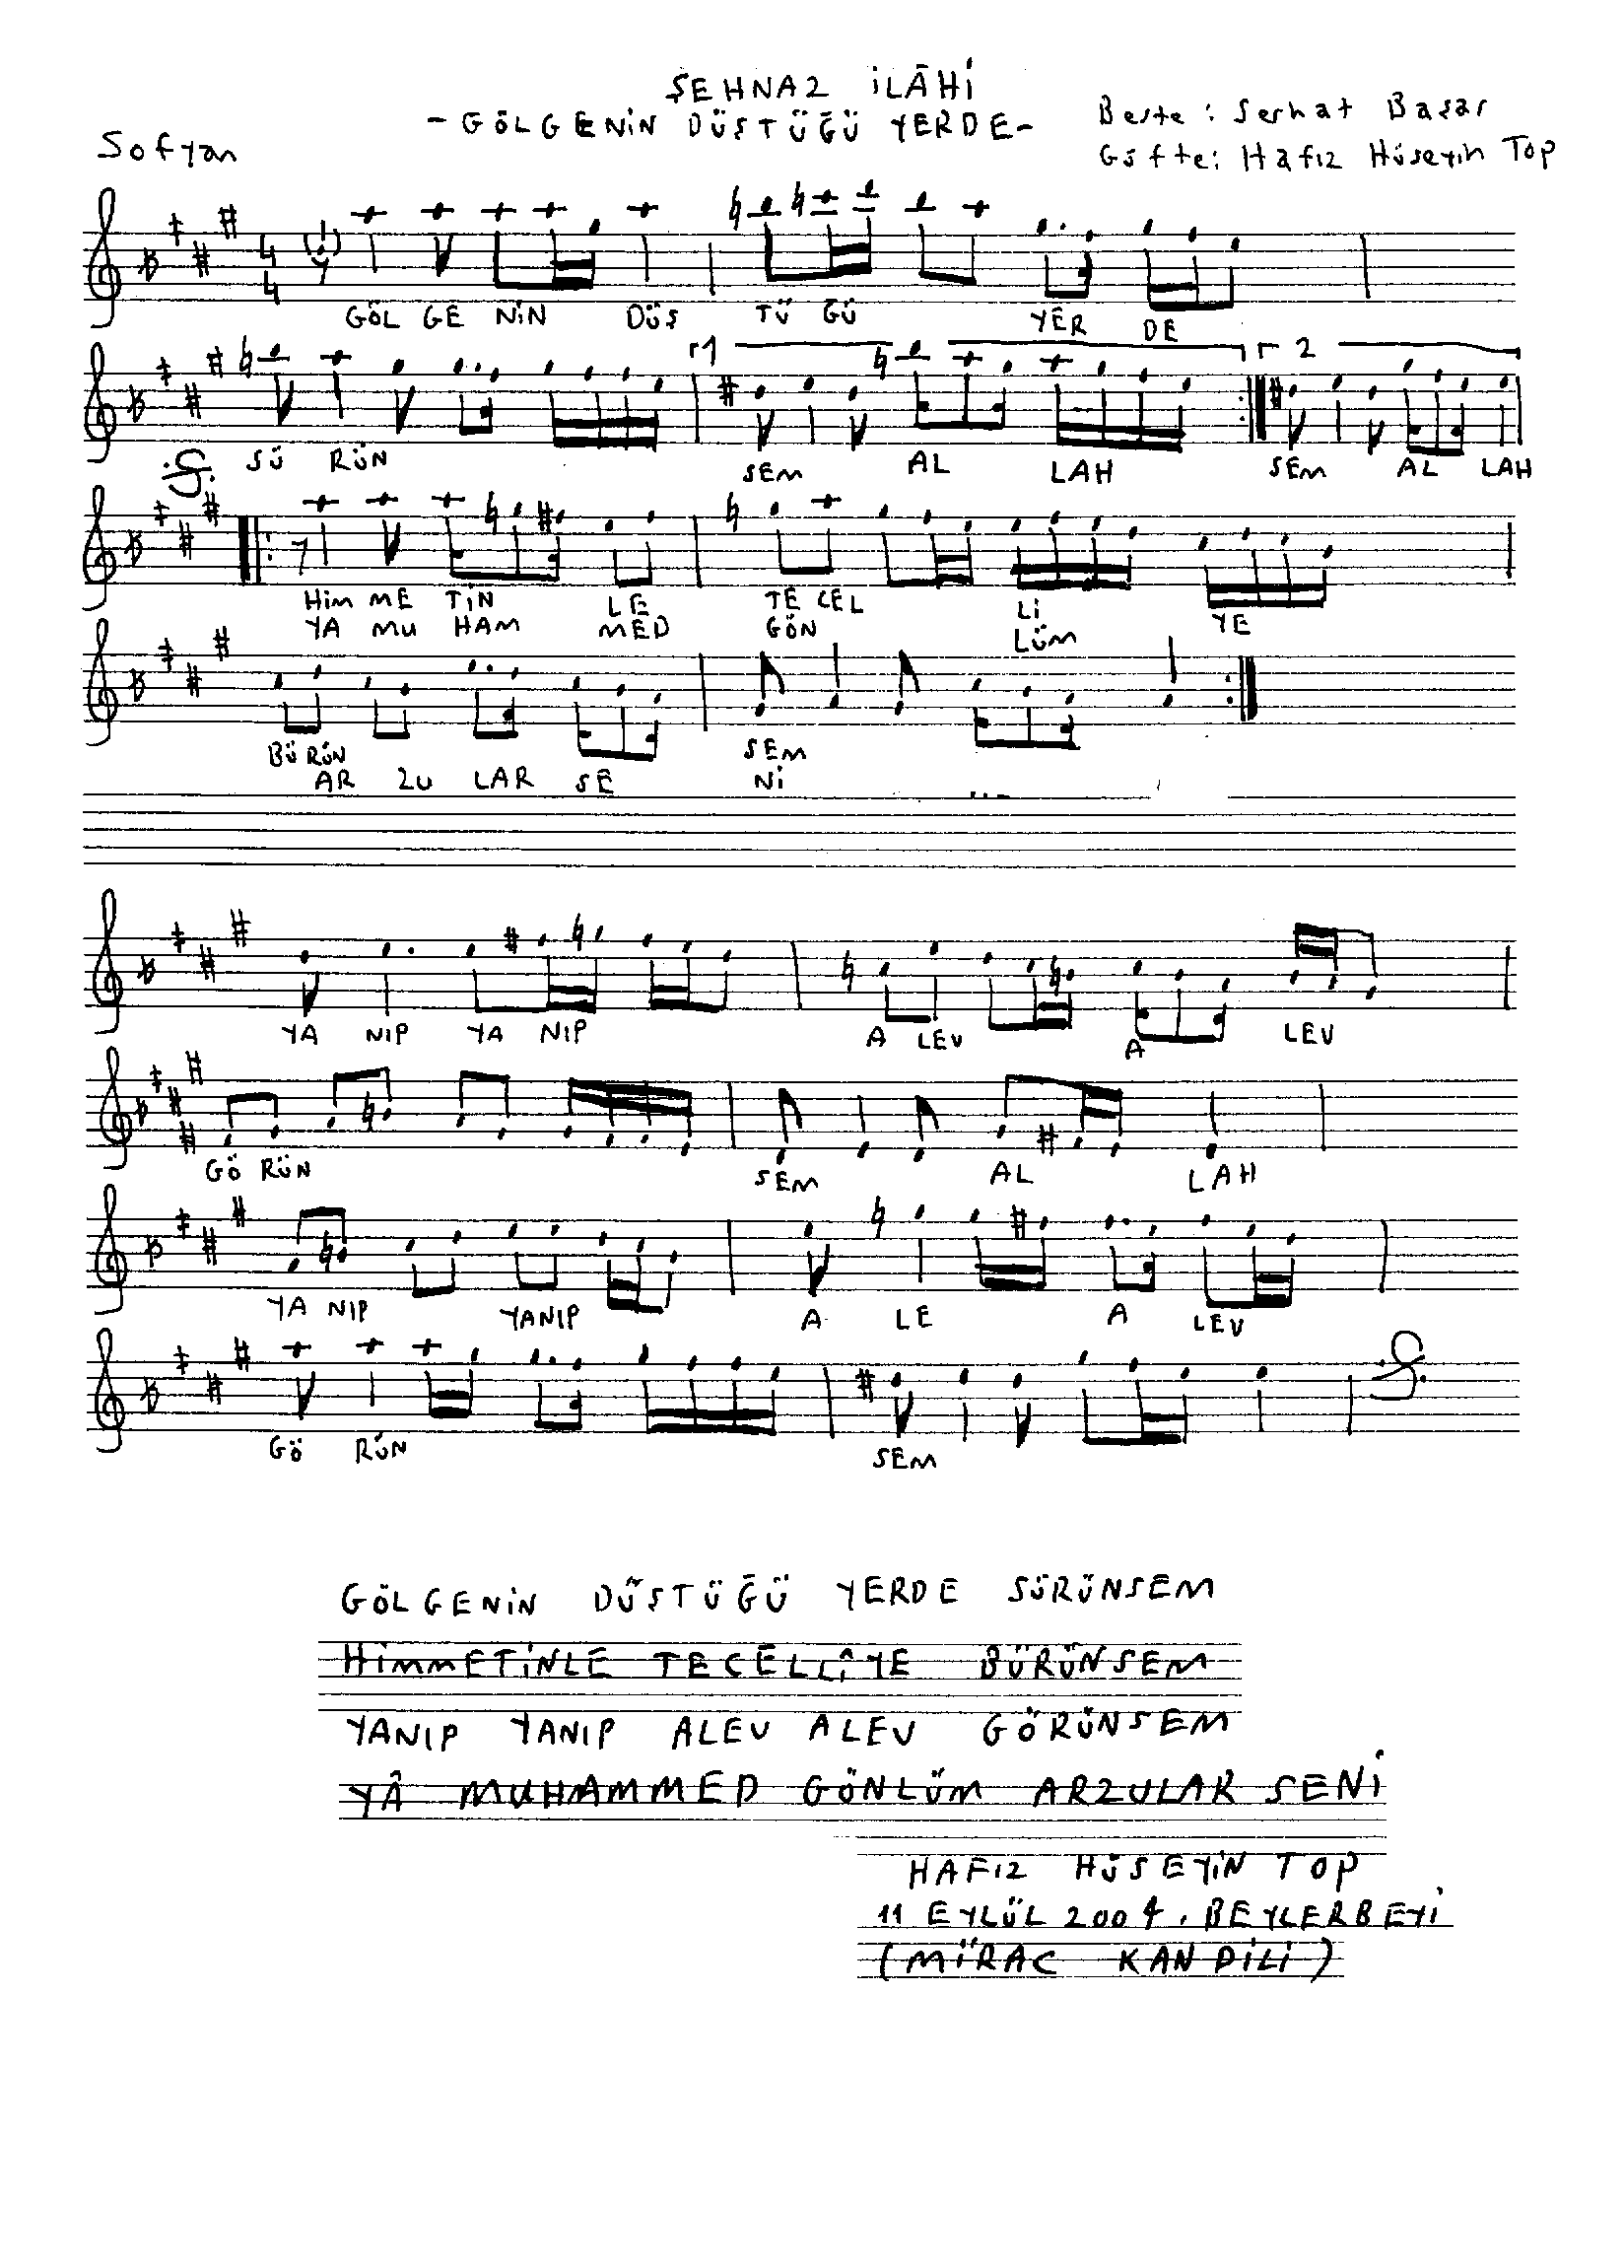 ŞEHNAZ İLÂHİ
-GÖLGENİN DÜŞTÜĞÜ YERDE-
Sofyan
Beste: Serhat Başar
Güfte: Hafız Hüseyin Top
4
4
GÖL GE NİN DÜŞ TÜ ĞÜ YER DE
1 2
SÜ RÜN SEM AL LAH SEM AL LAH
HİM ME TİN LE TE CEL Lİ YE
YA MU HAM MED GÖN LÜM
BÜ RÜN SEM
AR ZU LAR SE Nİ
YA NIP YA NIP A LEV A LEV
GÖ RÜN SEM AL LAH
YA NIP YANIP A LE A LEV
GÖ RÜN SEM
GÖLGENİN DÜŞTÜĞÜ YERDE SÜRÜNSEM
HİMMETİNLE TECELLÎYE BÜRÜNSEM
YANIP YANIP ALEV ALEV GÖRÜNSEM
YÂ MUHAMMED GÖNLÜM ARZULAR SENİ
HAFIZ HÜSEYİN TOP
11 EYLÜL 2004, BEYLERBEYİ
(MİRAC KANDİLİ)